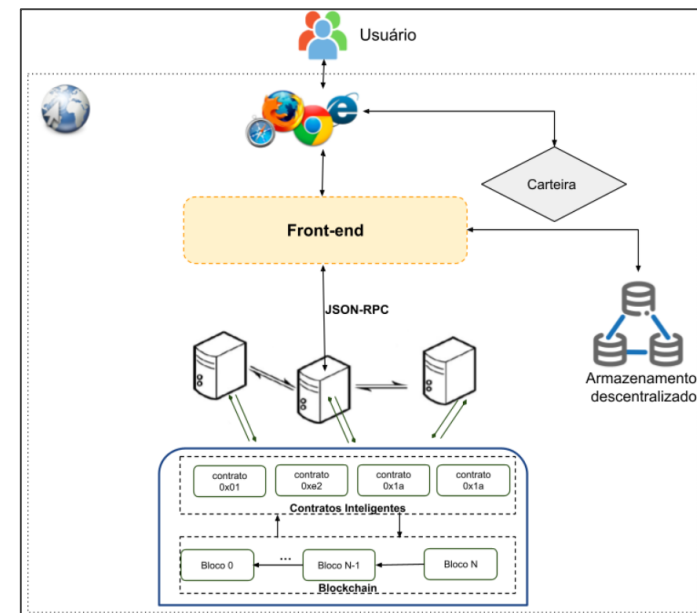 Usuário
Carteira
Front-end
JSON-RPC
Armazenamento
descentralizado
contrato
0x01
contrato
0xe2
contrato
0x1a
contrato
0x1a
Contratos Inteligentes
Bloco 0
...
Bloco N-1
Bloco N
Blockchain